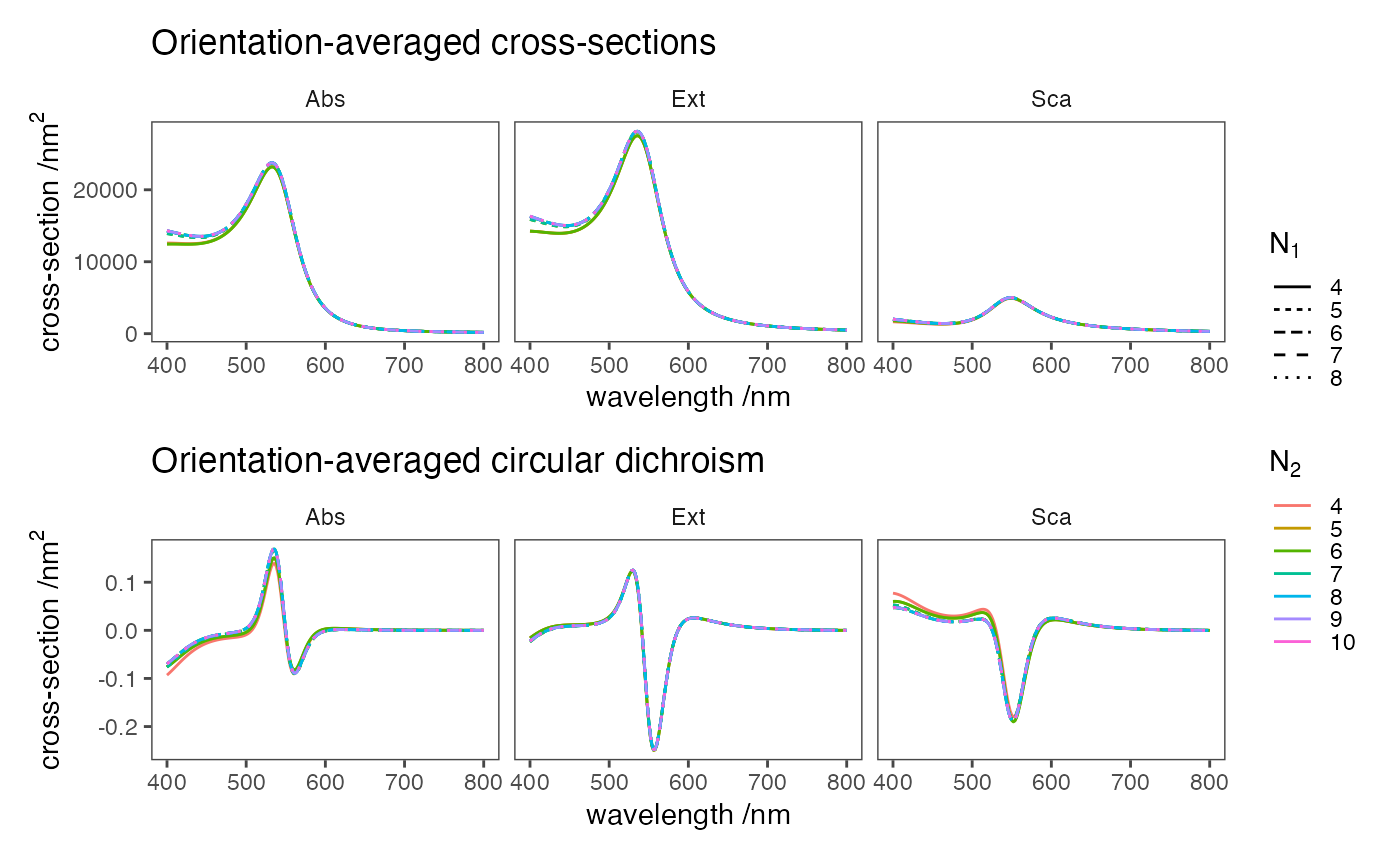 Orientation-averaged cross-sections
Abs Ext Sca
cross-section /nm²
20000
10000
0
400 500 600 700 800 400 500 600 700 800 400 500 600 700 800
wavelength /nm
N₁
4
5
6
7
8
Orientation-averaged circular dichroism
Abs Ext Sca
cross-section /nm²
0.1
0.0
-0.1
-0.2
400 500 600 700 800 400 500 600 700 800 400 500 600 700 800
wavelength /nm
N₂
4
5
6
7
8
9
10